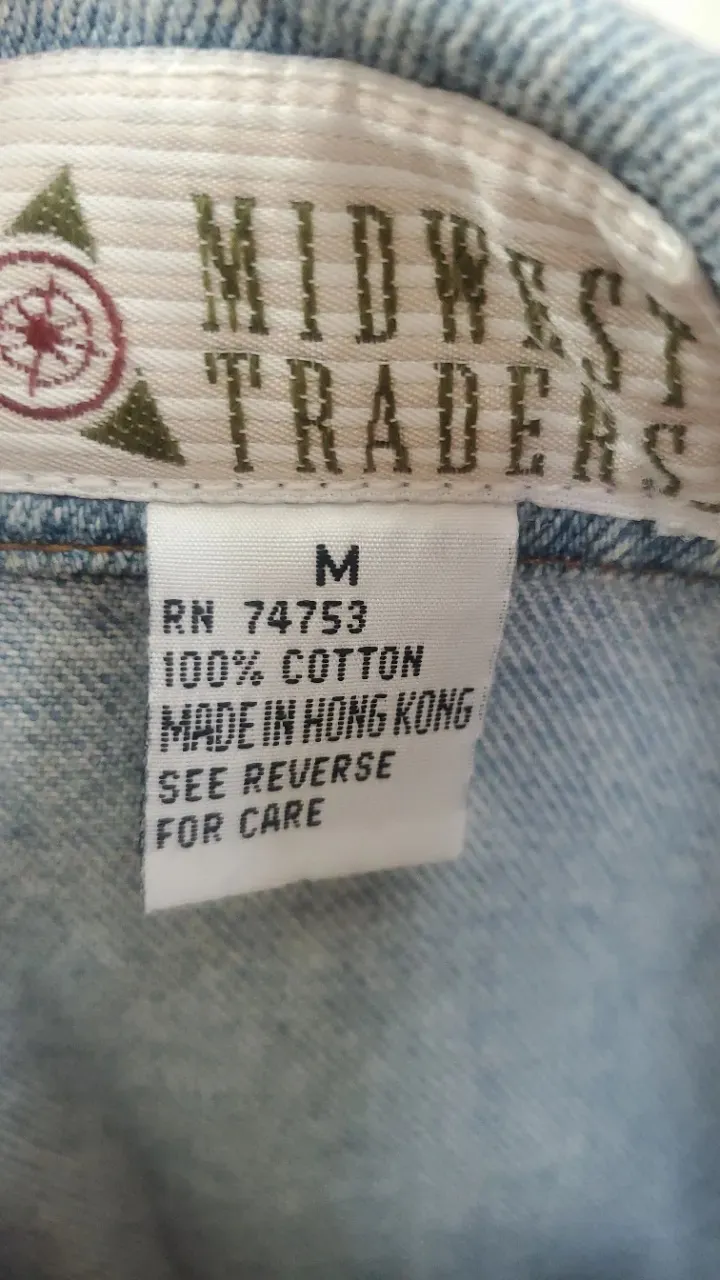 MIDWEST
TRADERS
M
RN 74753
100% COTTON
MADE IN HONG KONG
SEE REVERSE
FOR CARE